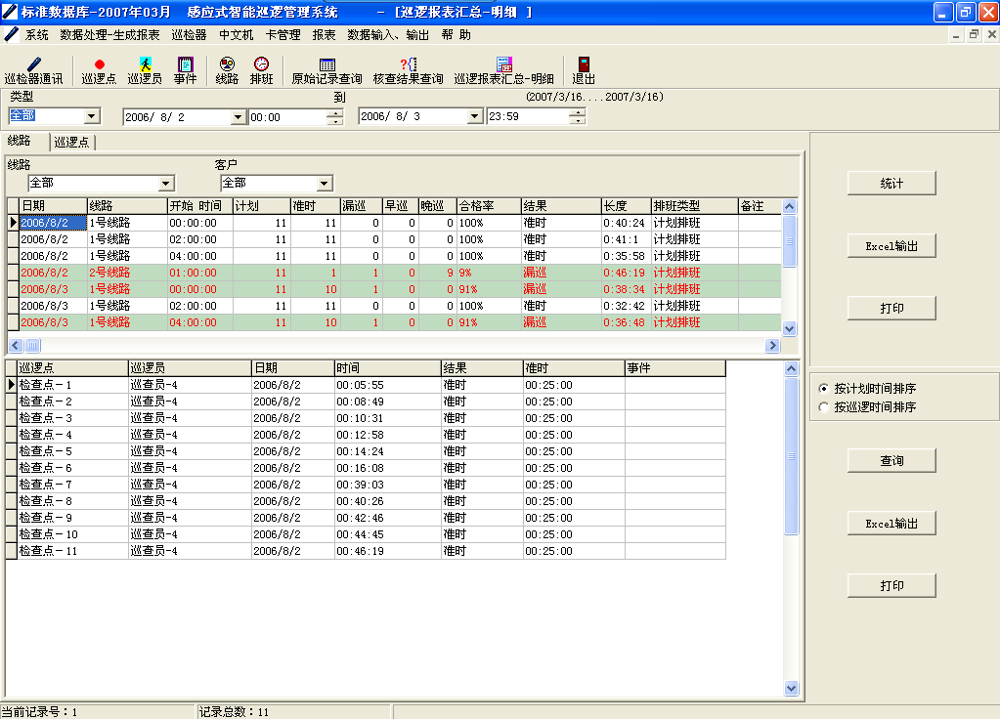 标准数据库-2007年03月 感应式智能巡逻管理系统 - [巡逻报表汇总-明细 ]
系统 数据处理-生成报表 巡检器 中文机 卡管理 报表 数据输入、输出 帮 助
巡检器通讯 巡逻点 巡逻员 事件 线路 排班 原始记录查询 核查结果查询 巡逻报表汇总-明细 退出
类型 到 (2007/3/16....2007/3/16)
全部 2006/ 8/ 2 00:00 2006/ 8/ 3 23:59
线路 巡逻点
线路 客户
全部 全部
日期 线路 开始 时间 计划 准时 漏巡 早巡 晚巡 合格率 结果 长度 排班类型 备注
2006/8/2 1号线路 00:00:00 11 11 0 0 0 100% 准时 0:40:24 计划排班
2006/8/2 1号线路 02:00:00 11 11 0 0 0 100% 准时 0:41:1 计划排班
2006/8/2 1号线路 04:00:00 11 11 0 0 0 100% 准时 0:35:58 计划排班
2006/8/2 2号线路 01:00:00 11 1 1 0 9 9% 漏巡 0:46:19 计划排班
2006/8/3 1号线路 00:00:00 11 10 1 0 0 91% 漏巡 0:38:34 计划排班
2006/8/3 1号线路 02:00:00 11 11 0 0 0 100% 准时 0:32:42 计划排班
2006/8/3 1号线路 04:00:00 11 10 1 0 0 91% 漏巡 0:36:48 计划排班
巡逻点 巡逻员 日期 时间 结果 准时 事件
检查点－1 巡查员-4 2006/8/2 00:05:55 准时 00:25:00
检查点－2 巡查员-4 2006/8/2 00:08:49 准时 00:25:00
检查点－3 巡查员-4 2006/8/2 00:10:31 准时 00:25:00
检查点－4 巡查员-4 2006/8/2 00:12:58 准时 00:25:00
检查点－5 巡查员-4 2006/8/2 00:14:24 准时 00:25:00
检查点－6 巡查员-4 2006/8/2 00:16:08 准时 00:25:00
检查点－7 巡查员-4 2006/8/2 00:39:03 准时 00:25:00
检查点－8 巡查员-4 2006/8/2 00:40:26 准时 00:25:00
检查点－9 巡查员-4 2006/8/2 00:42:46 准时 00:25:00
检查点－10 巡查员-4 2006/8/2 00:44:45 准时 00:25:00
检查点－11 巡查员-4 2006/8/2 00:46:19 准时 00:25:00
统计
Excel输出
打印
按计划时间排序
按巡逻时间排序
查询
Excel输出
打印
当前记录号：1 记录总数：11